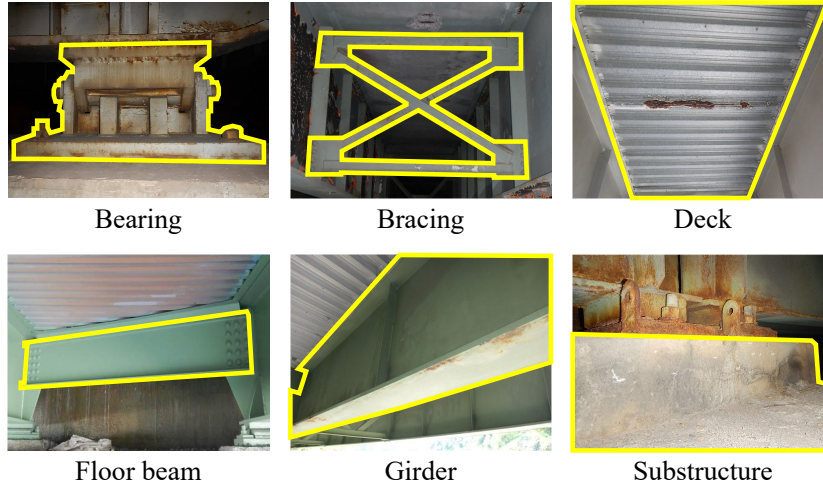 Bearing
Bracing
Deck
Floor beam
Girder
Substructure